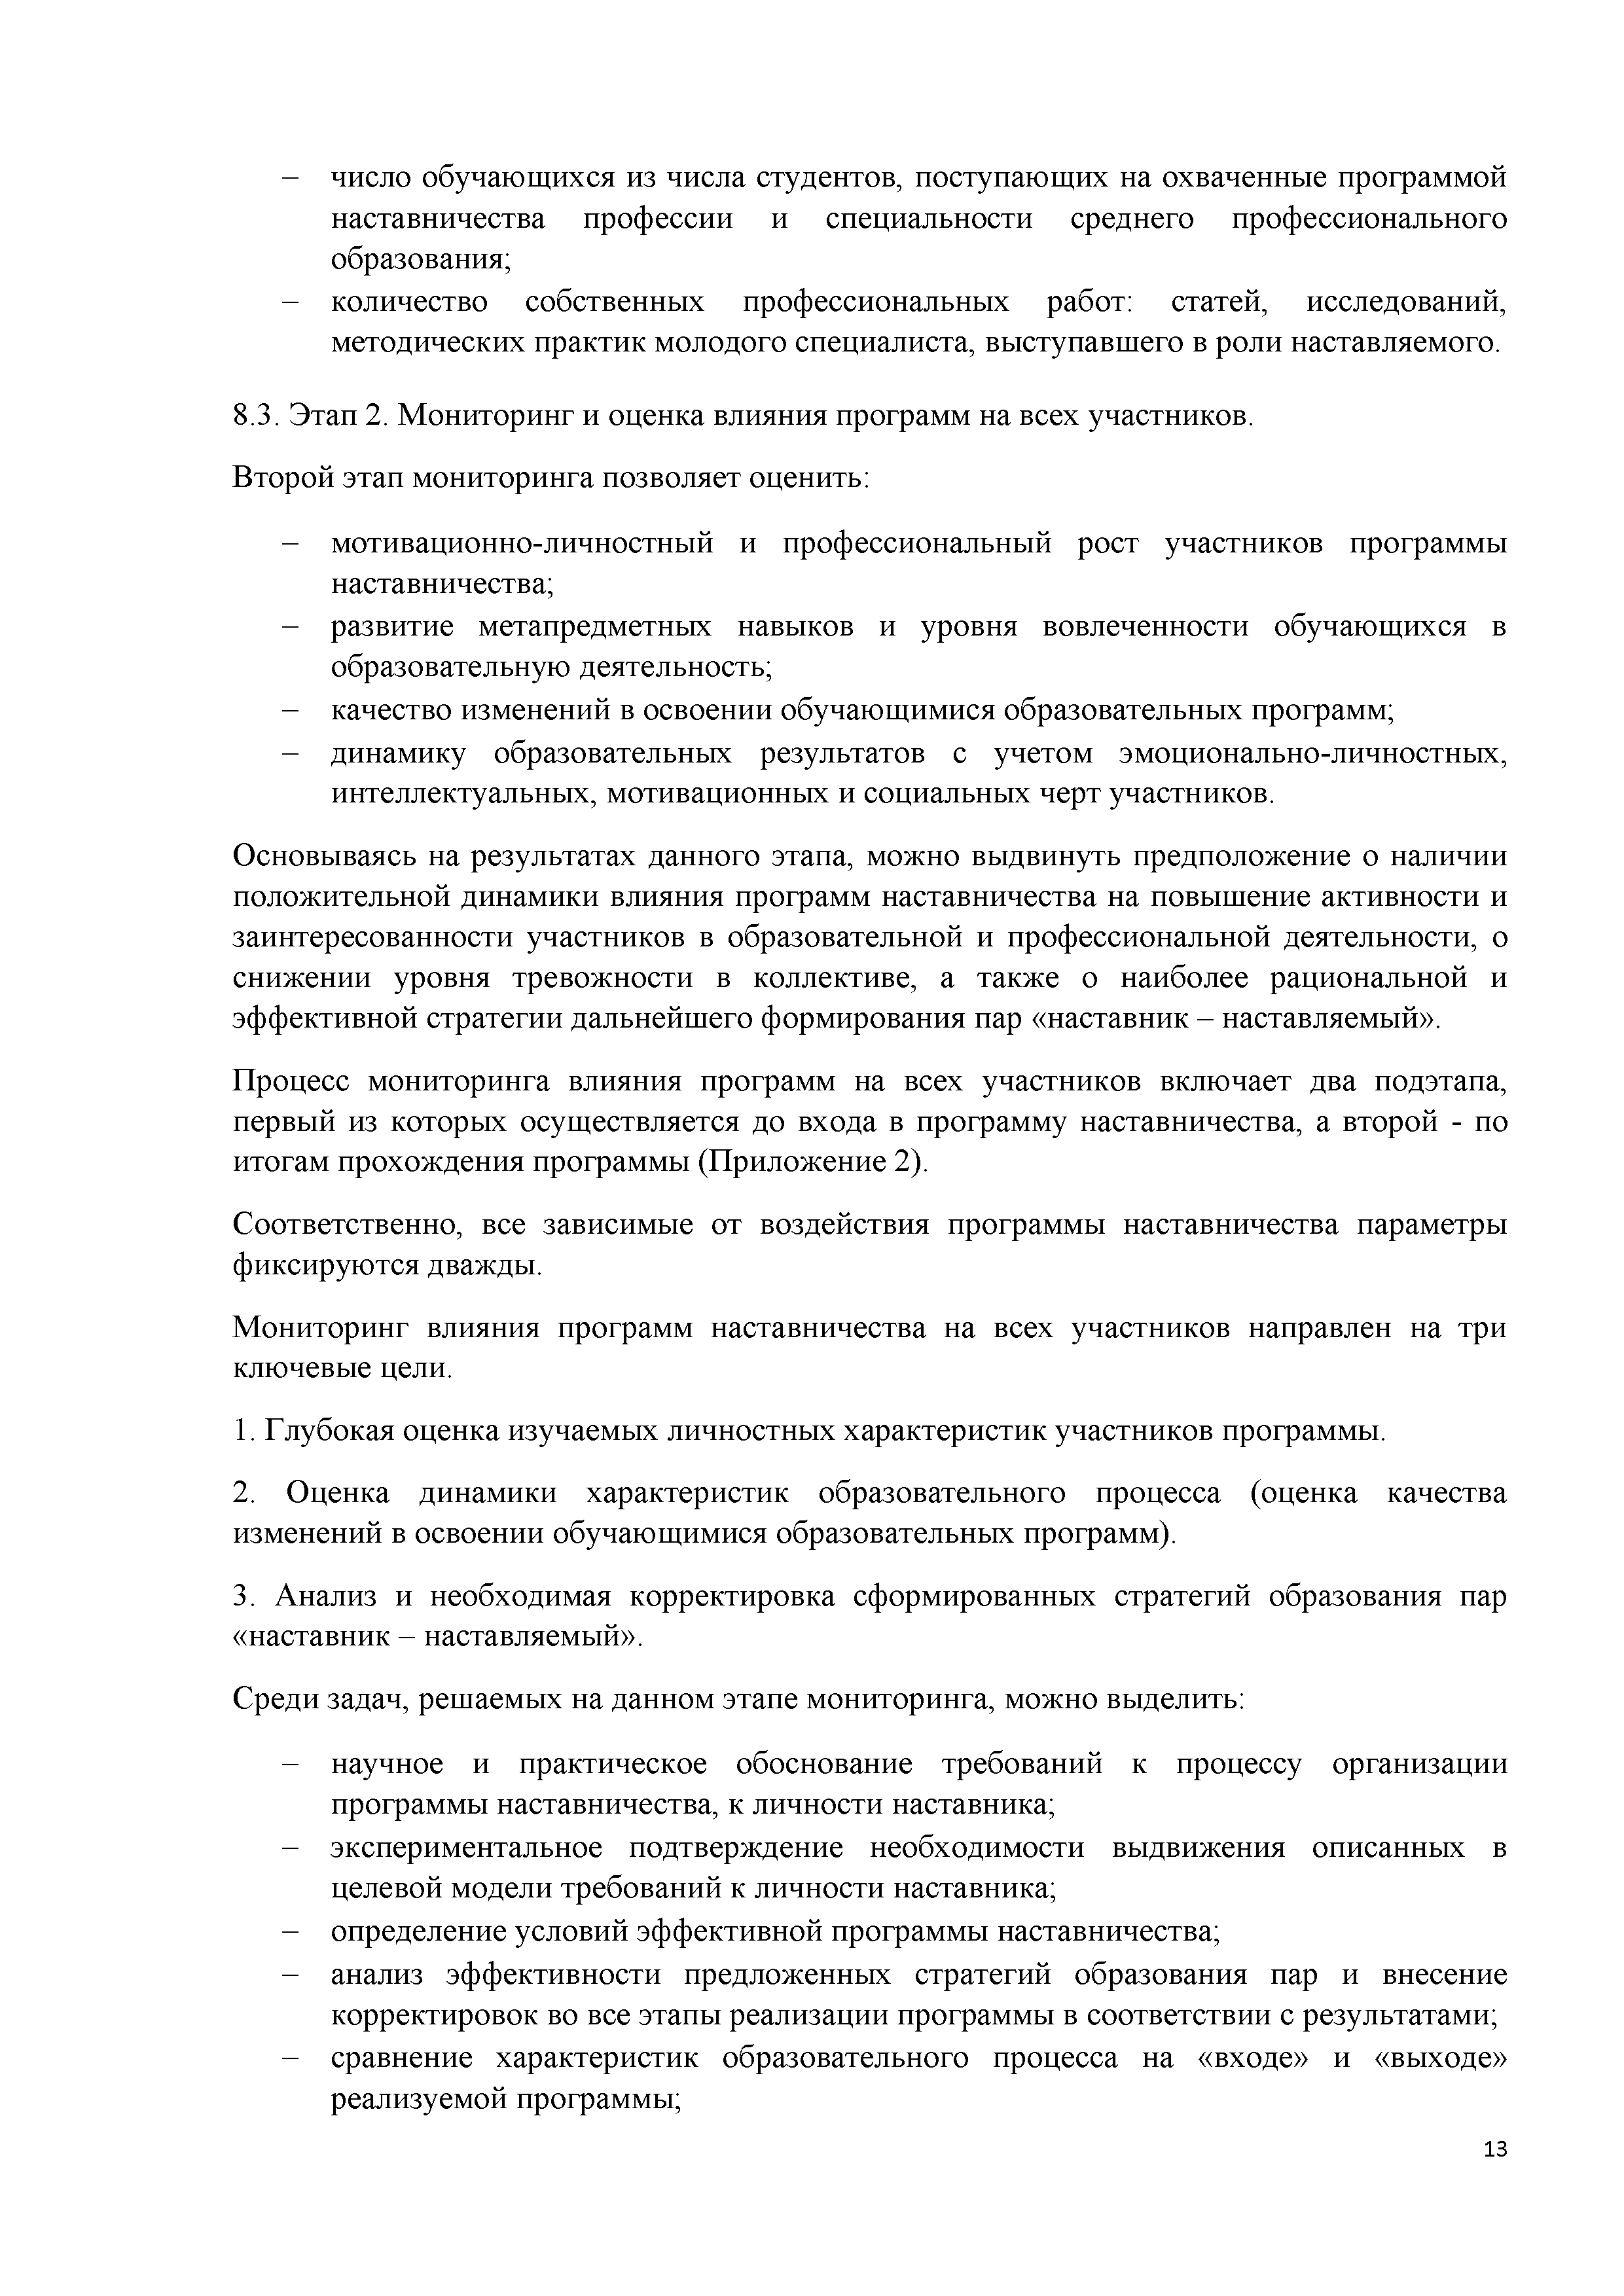 – число обучающихся из числа студентов, поступающих на охваченные программой
наставничества профессии и специальности среднего профессионального
образования;
– количество собственных профессиональных работ: статей, исследований,
методических практик молодого специалиста, выступавшего в роли наставляемого.
8.3. Этап 2. Мониторинг и оценка влияния программ на всех участников.
Второй этап мониторинга позволяет оценить:
– мотивационно-личностный и профессиональный рост участников программы
наставничества;
– развитие метапредметных навыков и уровня вовлеченности обучающихся в
образовательную деятельность;
– качество изменений в освоении обучающимися образовательных программ;
– динамику образовательных результатов с учетом эмоционально-личностных,
интеллектуальных, мотивационных и социальных черт участников.
Основываясь на результатах данного этапа, можно выдвинуть предположение о наличии
положительной динамики влияния программ наставничества на повышение активности и
заинтересованности участников в образовательной и профессиональной деятельности, о
снижении уровня тревожности в коллективе, а также о наиболее рациональной и
эффективной стратегии дальнейшего формирования пар «наставник – наставляемый».
Процесс мониторинга влияния программ на всех участников включает два подэтапа,
первый из которых осуществляется до входа в программу наставничества, а второй - по
итогам прохождения программы (Приложение 2).
Соответственно, все зависимые от воздействия программы наставничества параметры
фиксируются дважды.
Мониторинг влияния программ наставничества на всех участников направлен на три
ключевые цели.
1. Глубокая оценка изучаемых личностных характеристик участников программы.
2. Оценка динамики характеристик образовательного процесса (оценка качества
изменений в освоении обучающимися образовательных программ).
3. Анализ и необходимая корректировка сформированных стратегий образования пар
«наставник – наставляемый».
Среди задач, решаемых на данном этапе мониторинга, можно выделить:
– научное и практическое обоснование требований к процессу организации
программы наставничества, к личности наставника;
– экспериментальное подтверждение необходимости выдвижения описанных в
целевой модели требований к личности наставника;
– определение условий эффективной программы наставничества;
– анализ эффективности предложенных стратегий образования пар и внесение
корректировок во все этапы реализации программы в соответствии с результатами;
– сравнение характеристик образовательного процесса на «входе» и «выходе»
реализуемой программы;
13